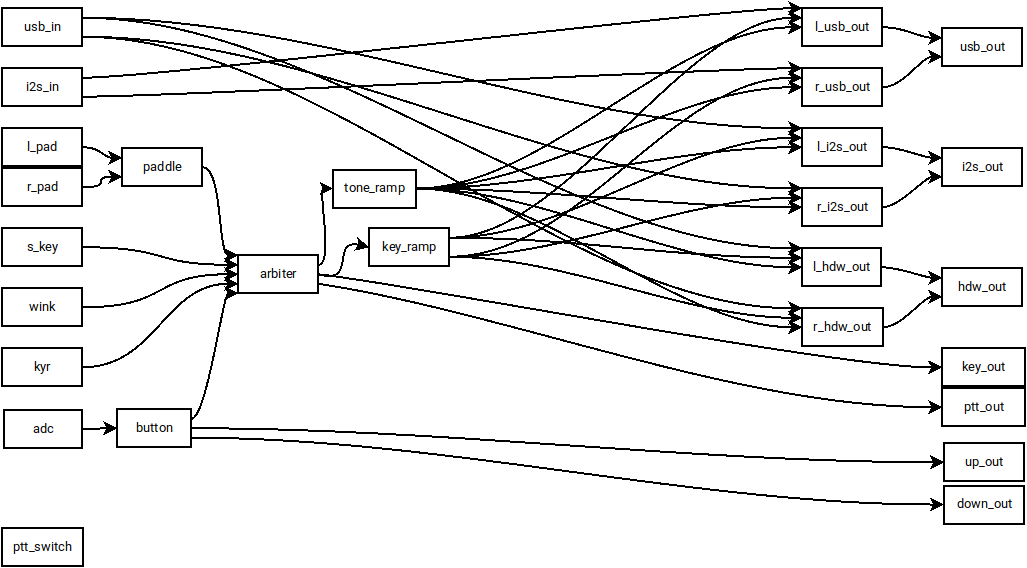 usb_in
i2s_in
l_pad
r_pad
s_key
wink
kyr
adc
ptt_switch
paddle
button
arbiter
tone_ramp
key_ramp
l_usb_out
r_usb_out
l_i2s_out
r_i2s_out
l_hdw_out
r_hdw_out
usb_out
i2s_out
hdw_out
key_out
ptt_out
up_out
down_out